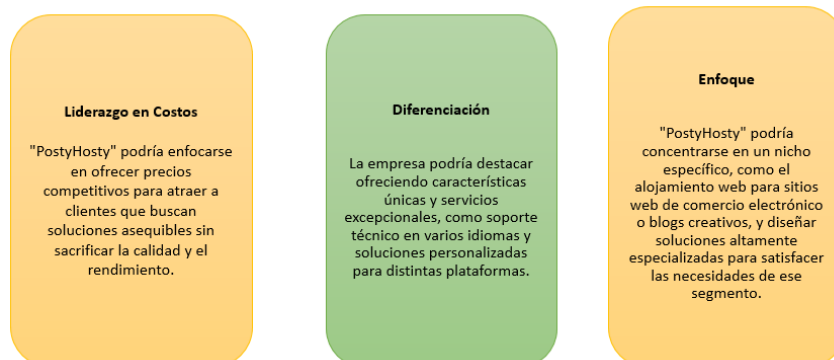 Liderazgo en Costos
"PostyHosty" podría enfocarse
en ofrecer precios
competitivos para atraer a
clientes que buscan
soluciones asequibles sin
sacrificar la calidad y el
rendimiento.
Diferenciación
La empresa podría destacar
ofreciendo características
únicas y servicios
excepcionales, como soporte
técnico en varios idiomas y
soluciones personalizadas
para distintas plataformas.
Enfoque
"PostyHosty" podría
concentrarse en un nicho
específico, como el
alojamiento web para sitios
web de comercio electrónico
o blogs creativos, y diseñar
soluciones altamente
especializadas para satisfacer
las necesidades de ese
segmento.